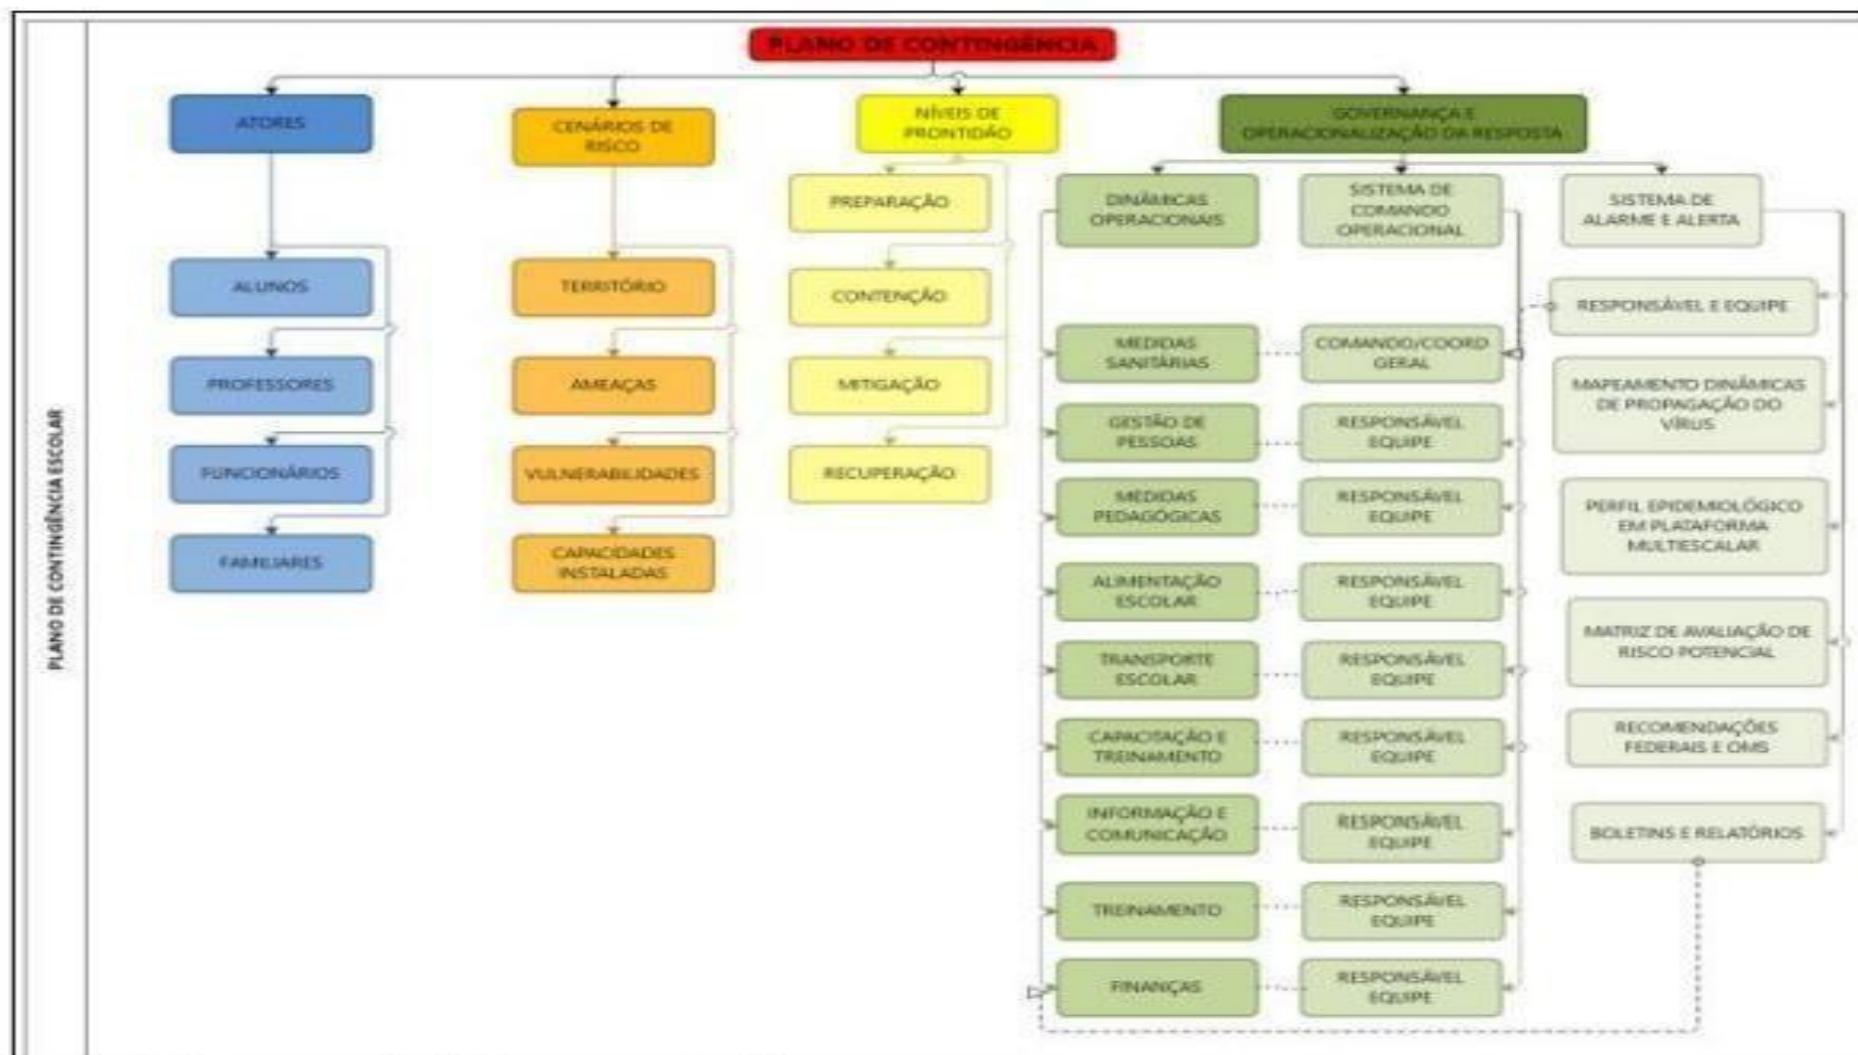 PLANO DE CONTINGÊNCIA ESCOLAR
PLANO DE CONTINGÊNCIA
ATORES
ALUNOS
PROFESSORES
FUNCIONÁRIOS
FAMILIARES
CENÁRIOS DE
RISCO
TERRITÓRIO
AMEAÇAS
VULNERABILIDADES
CAPACIDADES
INSTALADAS
NÍVEIS DE
PRONTIDÃO
PREPARAÇÃO
CONTENÇÃO
MITIGAÇÃO
RECUPERAÇÃO
GOVERNANÇA E
OPERACIONALIZAÇÃO DA RESPOSTA
DINÂMICAS
OPERACIONAIS
MEDIDAS
SANITÁRIAS
GESTÃO DE
PESSOAS
MEDIDAS
PEDAGÓGICAS
ALIMENTAÇÃO
ESCOLAR
TRANSPORTE
ESCOLAR
CAPACITAÇÃO E
TREINAMENTO
INFORMAÇÃO E
COMUNICAÇÃO
TREINAMENTO
FINANÇAS
SISTEMA DE
COMANDO
OPERACIONAL
COMANDO/COORD
GERAL
RESPONSÁVEL
EQUIPE
RESPONSÁVEL
EQUIPE
RESPONSÁVEL
EQUIPE
RESPONSÁVEL
EQUIPE
RESPONSÁVEL
EQUIPE
RESPONSÁVEL
EQUIPE
RESPONSÁVEL
EQUIPE
RESPONSÁVEL
EQUIPE
SISTEMA DE
ALARME E ALERTA
RESPONSÁVEL E EQUIPE
MAPEAMENTO DINÂMICAS
DE PROPAGAÇÃO DO
VÍRUS
PERFIL EPIDEMIOLÓGICO
EM PLATAFORMA
MULTIESCALAR
MATRIZ DE AVALIAÇÃO DE
RISCO POTENCIAL
RECOMENDAÇÕES
FEDERAIS E OMS
BOLETINS E RELATÓRIOS